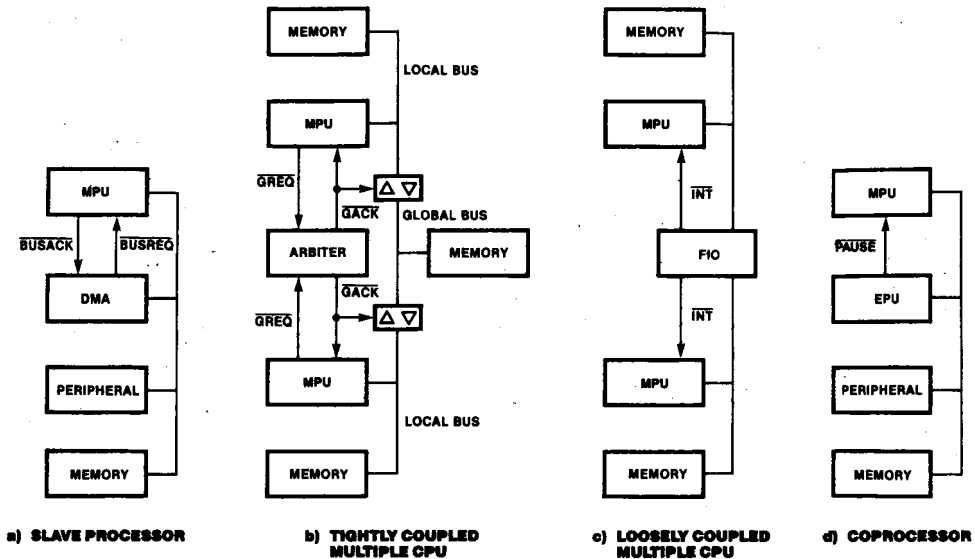 MPU
BUSACK
BUSREQ
DMA
PERIPHERAL
MEMORY
a) SLAVE PROCESSOR
MEMORY
LOCAL BUS
MPU
GREQ
GACK
GLOBAL BUS
ARBITER
MEMORY
GACK
GREQ
MPU
LOCAL BUS
MEMORY
b) TIGHTLY COUPLED
MULTIPLE CPU
MEMORY
MPU
INT
FIO
INT
MPU
MEMORY
c) LOOSELY COUPLED
MULTIPLE CPU
MPU
PAUSE
EPU
PERIPHERAL
MEMORY
d) COPROCESSOR